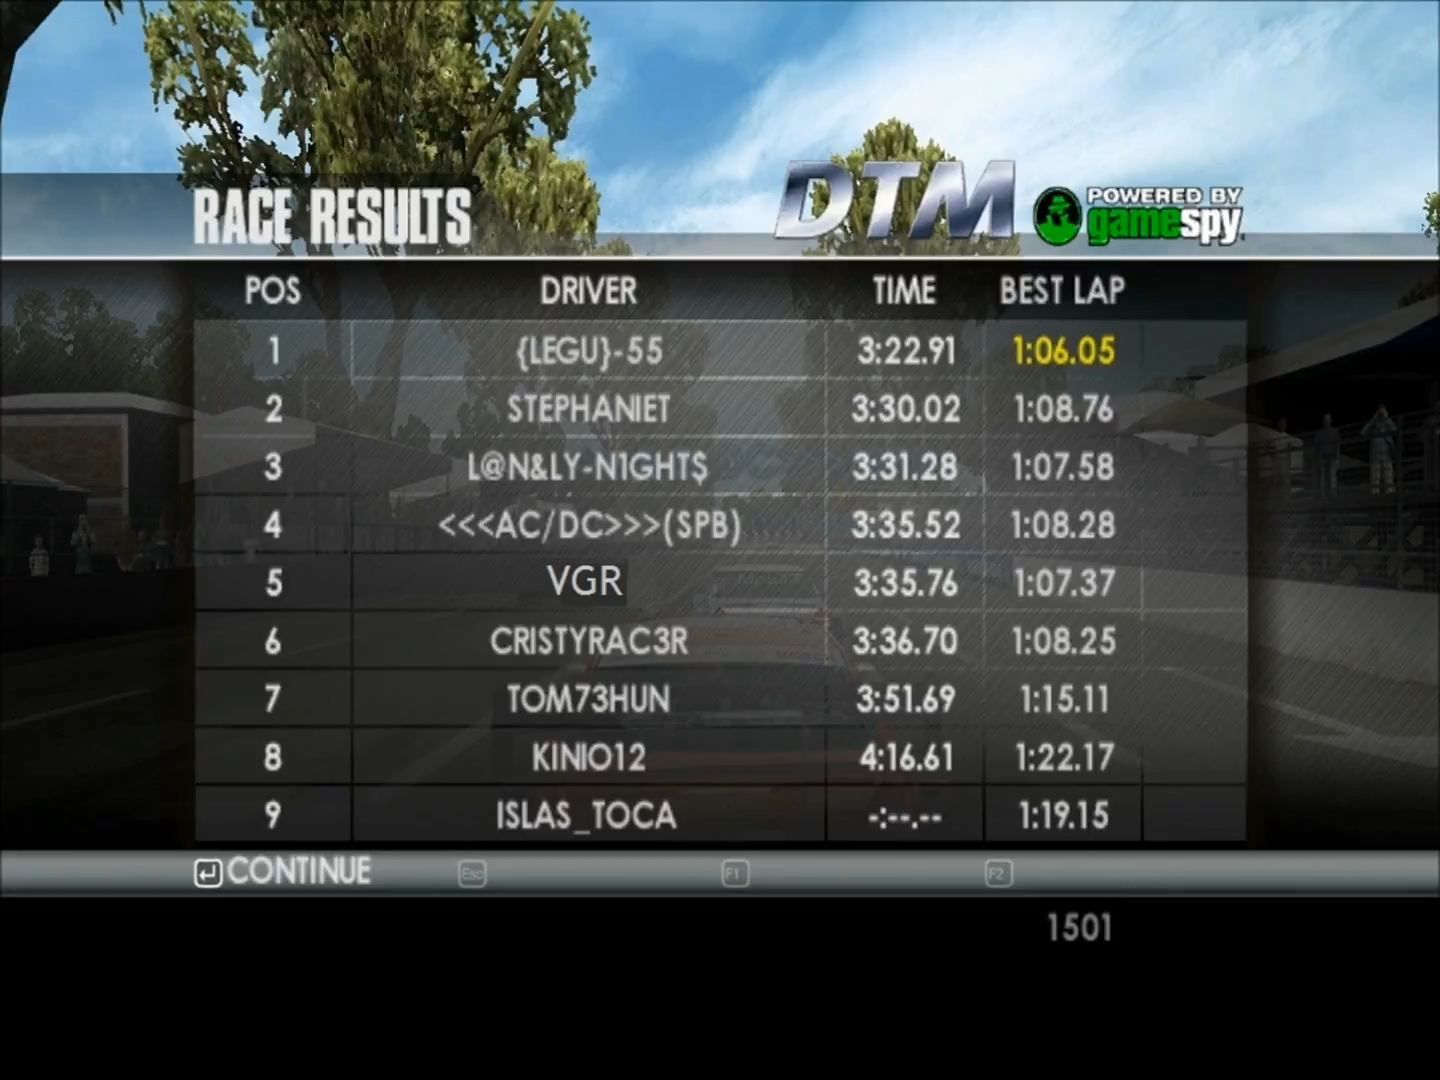 RACE RESULTS
DTM
POWERED BY
gamespy
POS DRIVER TIME BEST LAP
1 {LEGU}-55 3:22.91 1:06.05
2 STEPHANIET 3:30.02 1:08.76
3 L@N&LY-N1GHT$ 3:31.28 1:07.58
4 <<<AC/DC>>>(SPB) 3:35.52 1:08.28
5 VGR 3:35.76 1:07.37
6 CRISTYRAC3R 3:36.70 1:08.25
7 TOM73HUN 3:51.69 1:15.11
8 KINIO12 4:16.61 1:22.17
9 ISLAS_TOCA -:--.-- 1:19.15
CONTINUE Esc F1 F2
1501